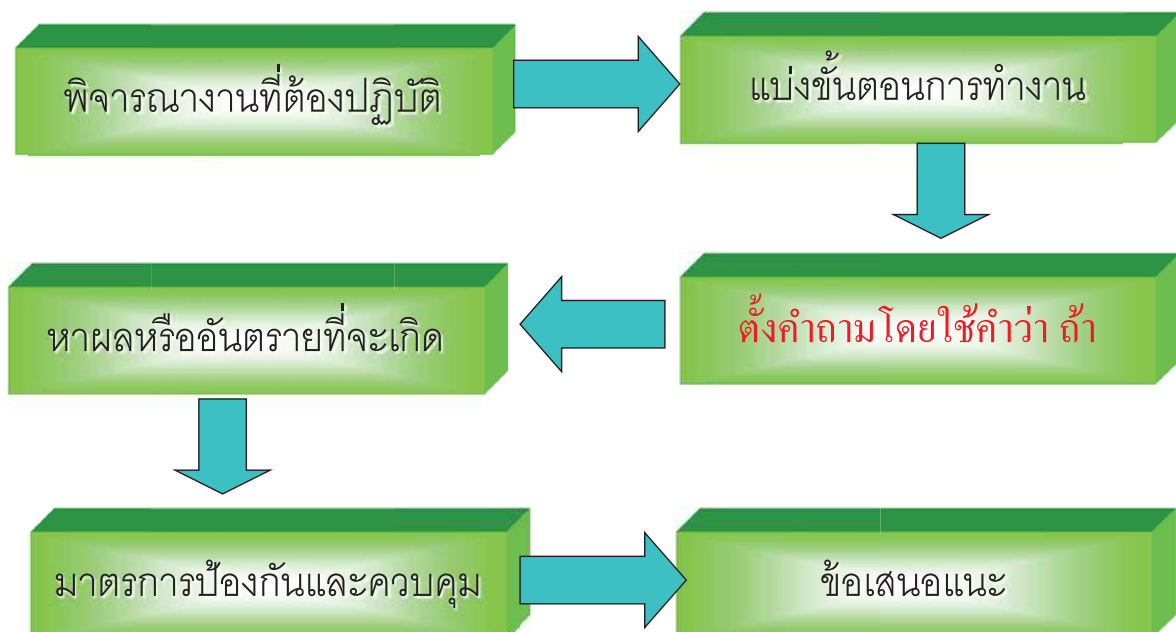 พิจารณางานที่ต้องปฏิบัติ
แบ่งขั้นตอนการทำงาน
ตั้งคำถามโดยใช้คำว่า ถ้า
หาผลหรืออันตรายที่จะเกิด
มาตรการป้องกันและควบคุม
ข้อเสนอแนะ